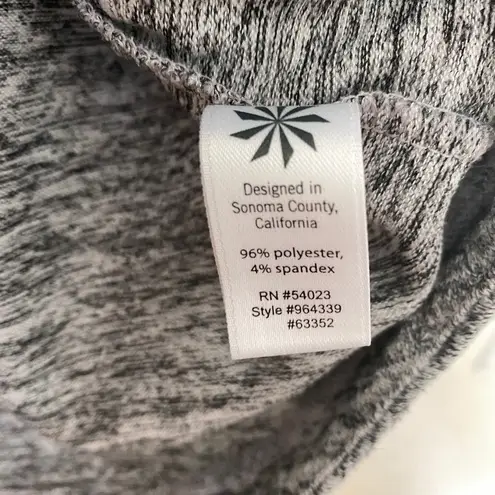 Designed in
Sonoma County,
California
96% polyester,
4% spandex
RN #54023
Style #964339
#63352